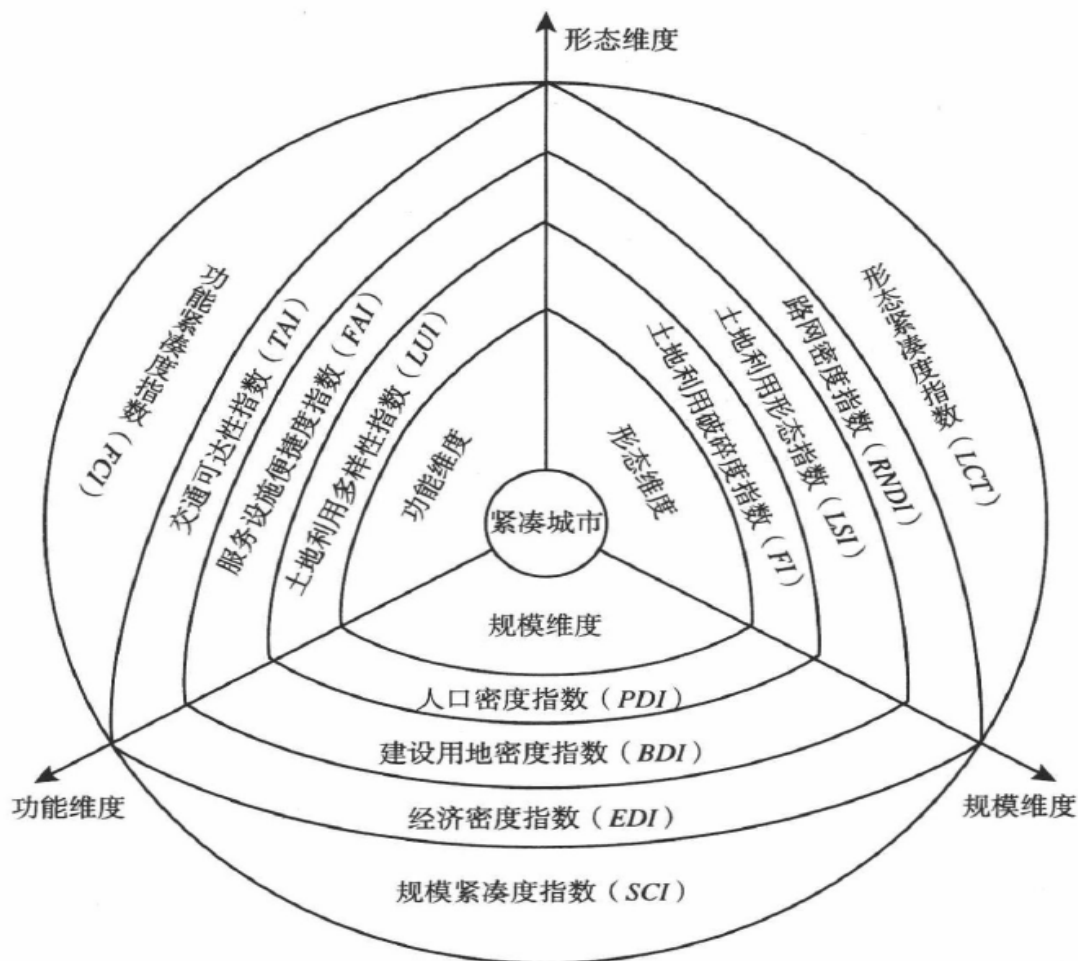 形态维度
功能紧凑度指数(FCI)
交通可达性指数(TAI)
服务设施便捷度指数(FAI)
土地利用多样性指数(LUI)
功能维度
紧凑城市
形态维度
土地利用破碎度指数(FI)
土地利用形态指数(LSI)
路网密度指数(RNDI)
形态紧凑度指数(LCT)
规模维度
人口密度指数(PDI)
建设用地密度指数(BDI)
经济密度指数(EDI)
规模紧凑度指数(SCI)
功能维度
规模维度